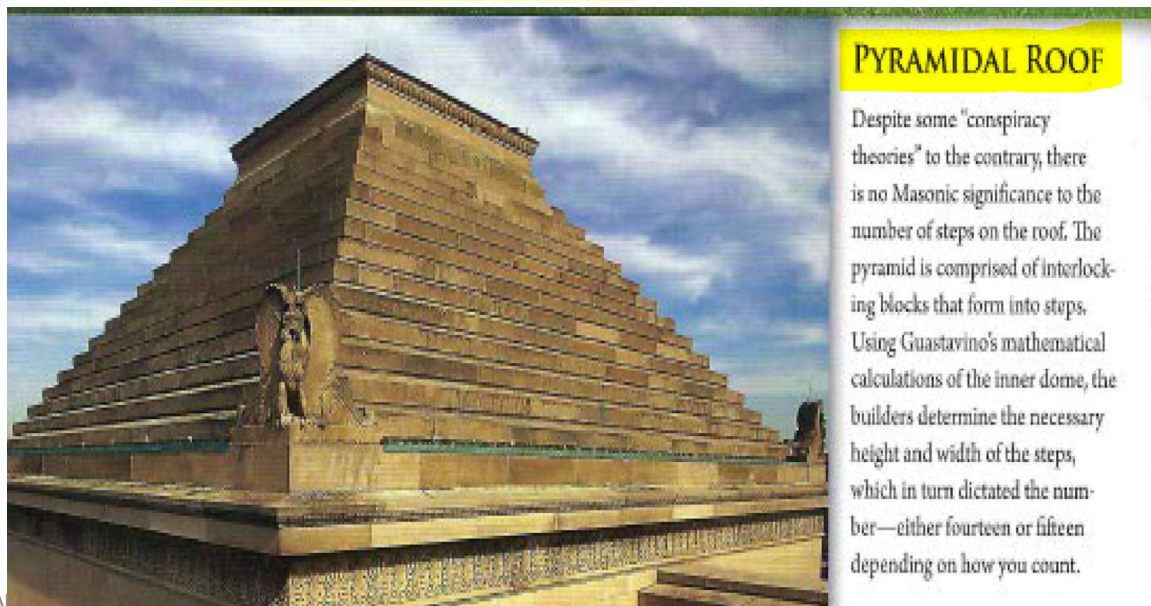 PYRAMIDAL ROOF
Despite some "conspiracy
theories" to the contrary, there
is no Masonic significance to the
number of steps on the roof. The
pyramid is comprised of interlock-
ing blocks that form into steps.
Using Guastavino's mathematical
calculations of the inner dome, the
builders determine the necessary
height and width of the steps,
which in turn dictated the num-
ber—either fourteen or fifteen
depending on how you count.